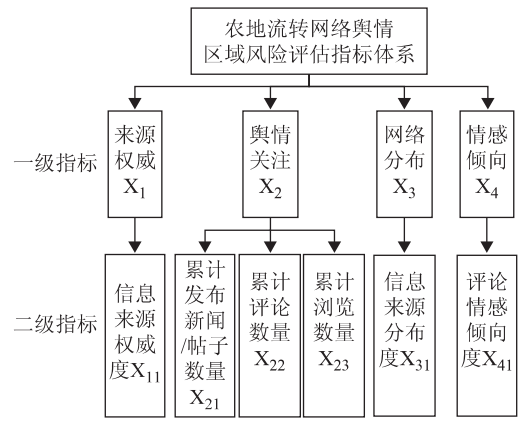 农地流转网络舆情
区域风险评估指标体系
一级指标
来源
权威
X1
舆情
关注
X2
网络
分布
X3
情感
倾向
X4
二级指标
信息
来源
权威
度X11
累计
发布
新闻
/帖子
数量
X21
累计
评论
数量
X22
累计
浏览
数量
X23
信息
来源
分布
度X31
评论
情感
倾向
度X41